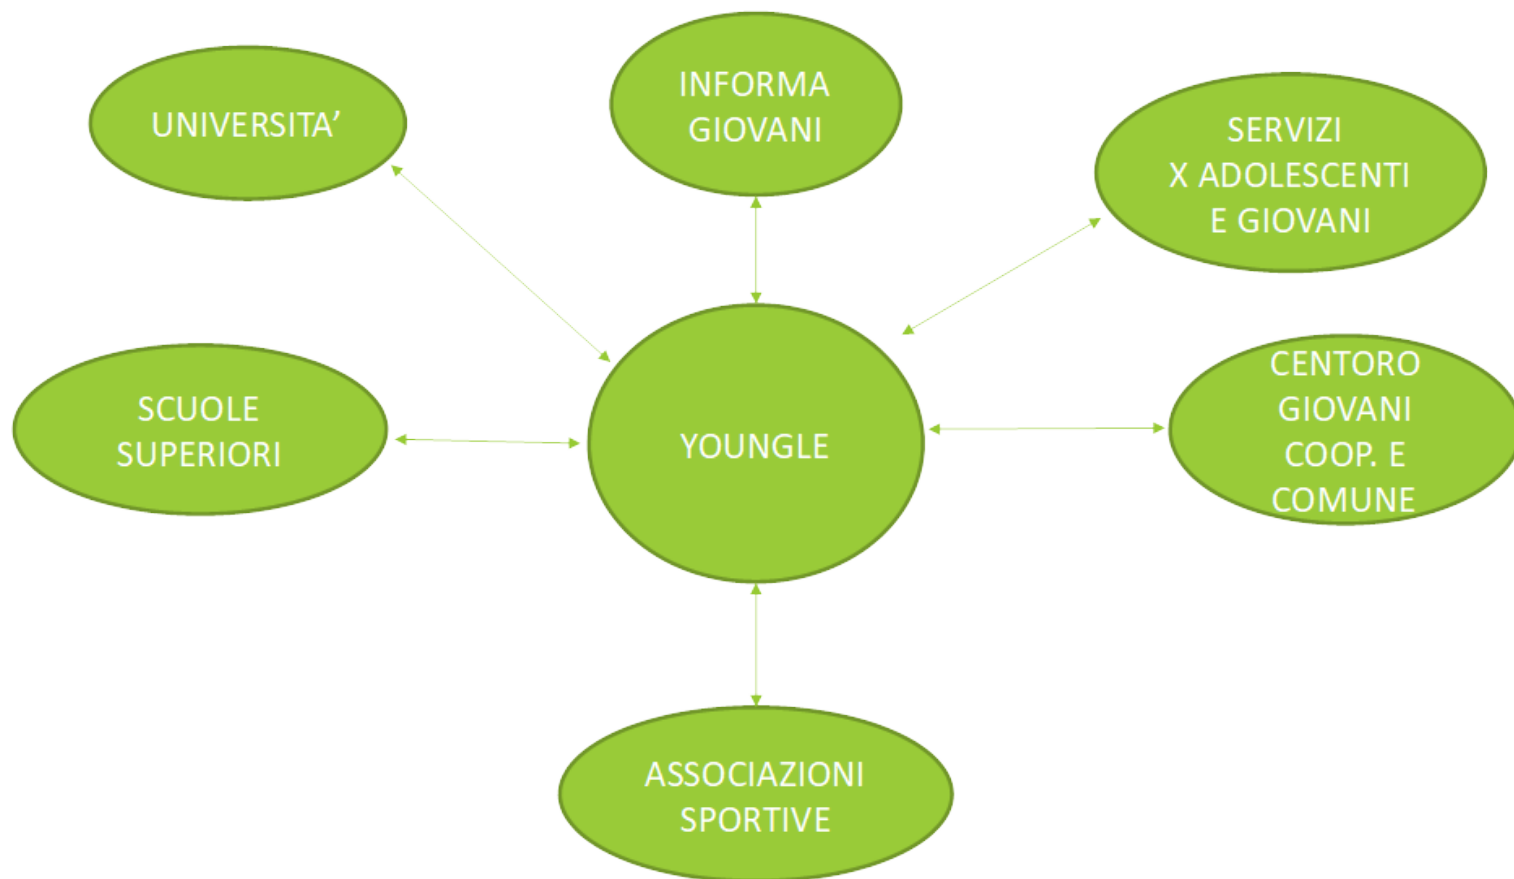 UNIVERSITA’
INFORMA
GIOVANI
SERVIZI
X ADOLESCENTI
E GIOVANI
SCUOLE
SUPERIORI
YOUNGLE
CENTORO
GIOVANI
COOP. E
COMUNE
ASSOCIAZIONI
SPORTIVE